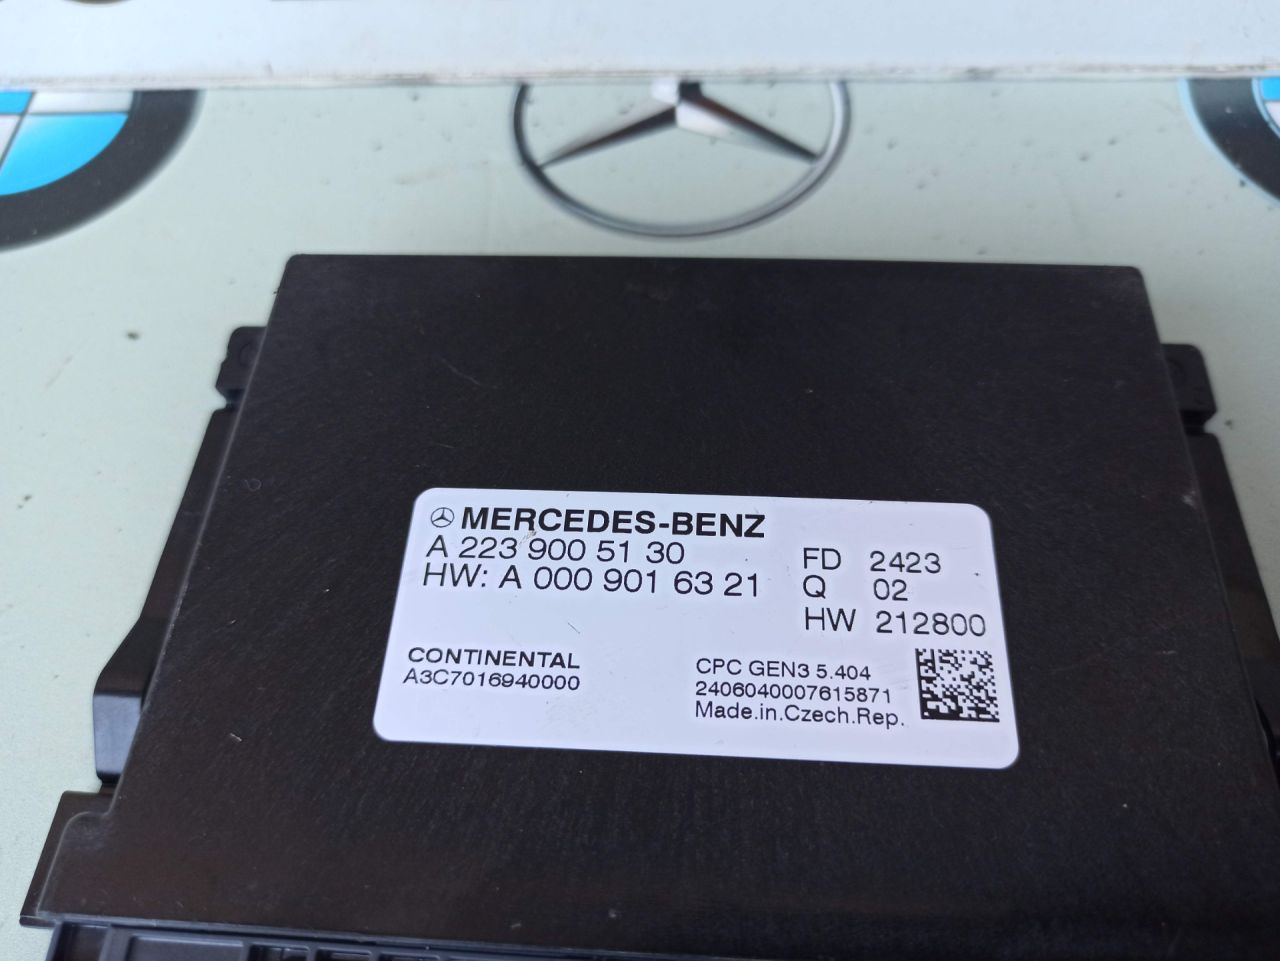 MERCEDES-BENZ
A 223 900 51 30
HW: A 000 901 63 21
FD 2423
Q 02
HW 212800
CONTINENTAL
A3C7016940000
CPC GEN3 5.404
2406040007615871
Made.in.Czech.Rep.